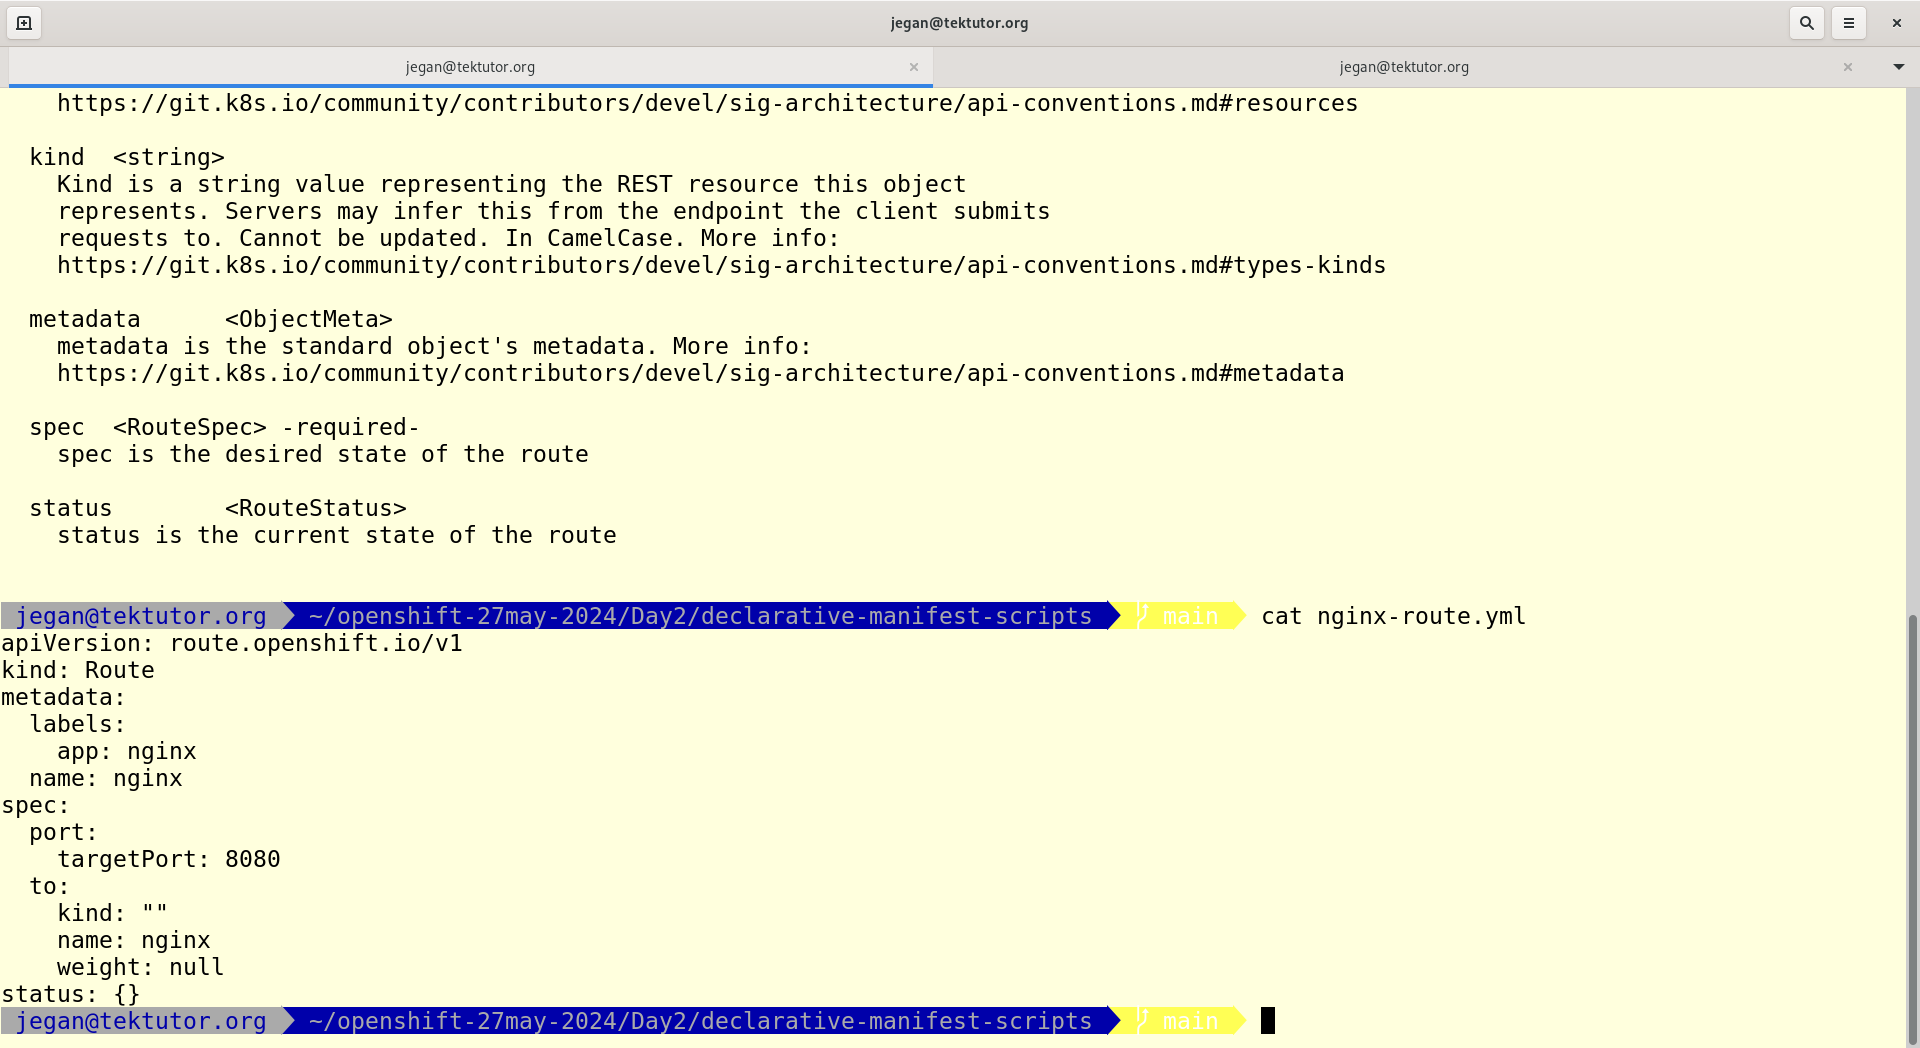 jegan@tektutor.org
jegan@tektutor.org
jegan@tektutor.org
https://git.k8s.io/community/contributors/devel/sig-architecture/api-conventions.md#resources
kind <string>
Kind is a string value representing the REST resource this object
represents. Servers may infer this from the endpoint the client submits
requests to. Cannot be updated. In CamelCase. More info:
https://git.k8s.io/community/contributors/devel/sig-architecture/api-conventions.md#types-kinds
metadata <ObjectMeta>
metadata is the standard object's metadata. More info:
https://git.k8s.io/community/contributors/devel/sig-architecture/api-conventions.md#metadata
spec <RouteSpec> -required-
spec is the desired state of the route
status <RouteStatus>
status is the current state of the route
jegan@tektutor.org ~/openshift-27may-2024/Day2/declarative-manifest-scripts main cat nginx-route.yml
apiVersion: route.openshift.io/v1
kind: Route
metadata:
  labels:
    app: nginx
  name: nginx
spec:
  port:
    targetPort: 8080
  to:
    kind: ""
    name: nginx
    weight: null
status: {}
jegan@tektutor.org ~/openshift-27may-2024/Day2/declarative-manifest-scripts main